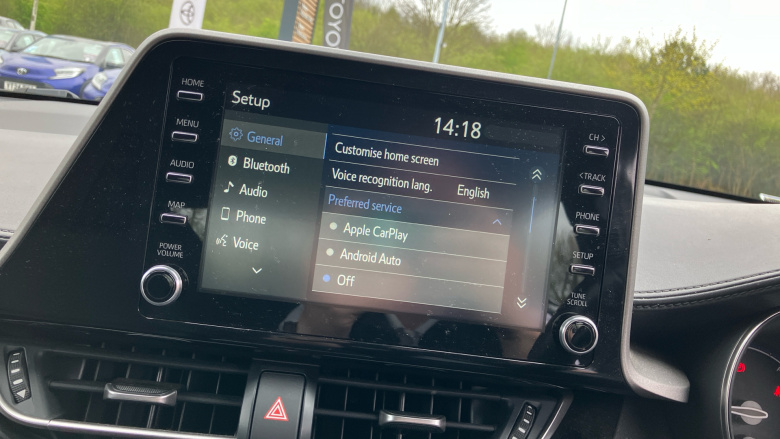 TOYO
HOME
MENU
AUDIO
MAP
POWER
VOLUME
Setup
14:18
General
Bluetooth
Audio
Phone
Voice
Customise home screen
Voice recognition lang. English
Preferred service
Apple CarPlay
Android Auto
Off
CH >
< TRACK
PHONE
SETUP
TUNE
SCROLL